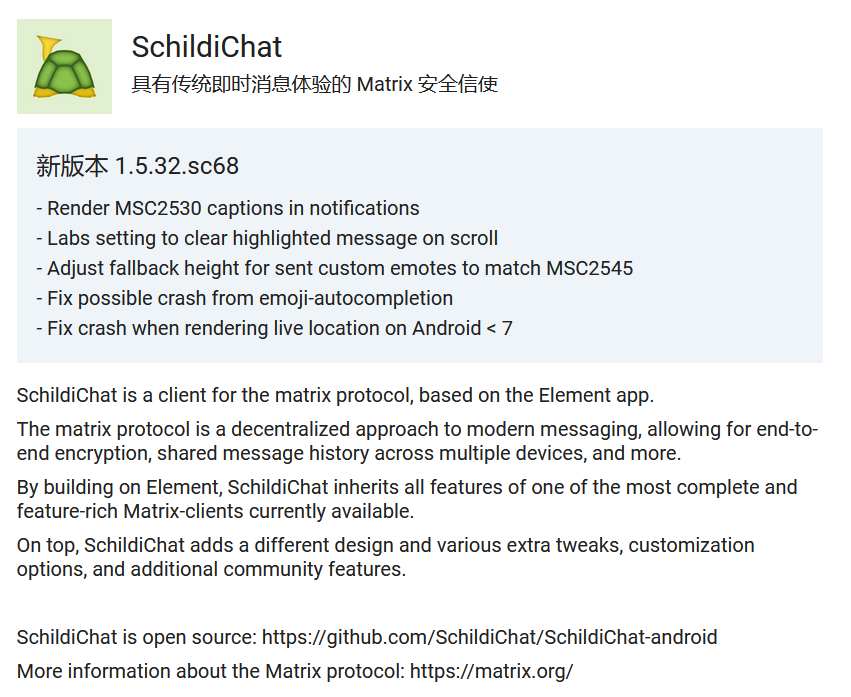 SchildiChat
具有传统即时消息体验的 Matrix 安全信使
新版本 1.5.32.sc68
- Render MSC2530 captions in notifications
- Labs setting to clear highlighted message on scroll
- Adjust fallback height for sent custom emotes to match MSC2545
- Fix possible crash from emoji-autocompletion
- Fix crash when rendering live location on Android < 7
SchildiChat is a client for the matrix protocol, based on the Element app.
The matrix protocol is a decentralized approach to modern messaging, allowing for end-to-
end encryption, shared message history across multiple devices, and more.
By building on Element, SchildiChat inherits all features of one of the most complete and
feature-rich Matrix-clients currently available.
On top, SchildiChat adds a different design and various extra tweaks, customization
options, and additional community features.
SchildiChat is open source: https://github.com/SchildiChat/SchildiChat-android
More information about the Matrix protocol: https://matrix.org/